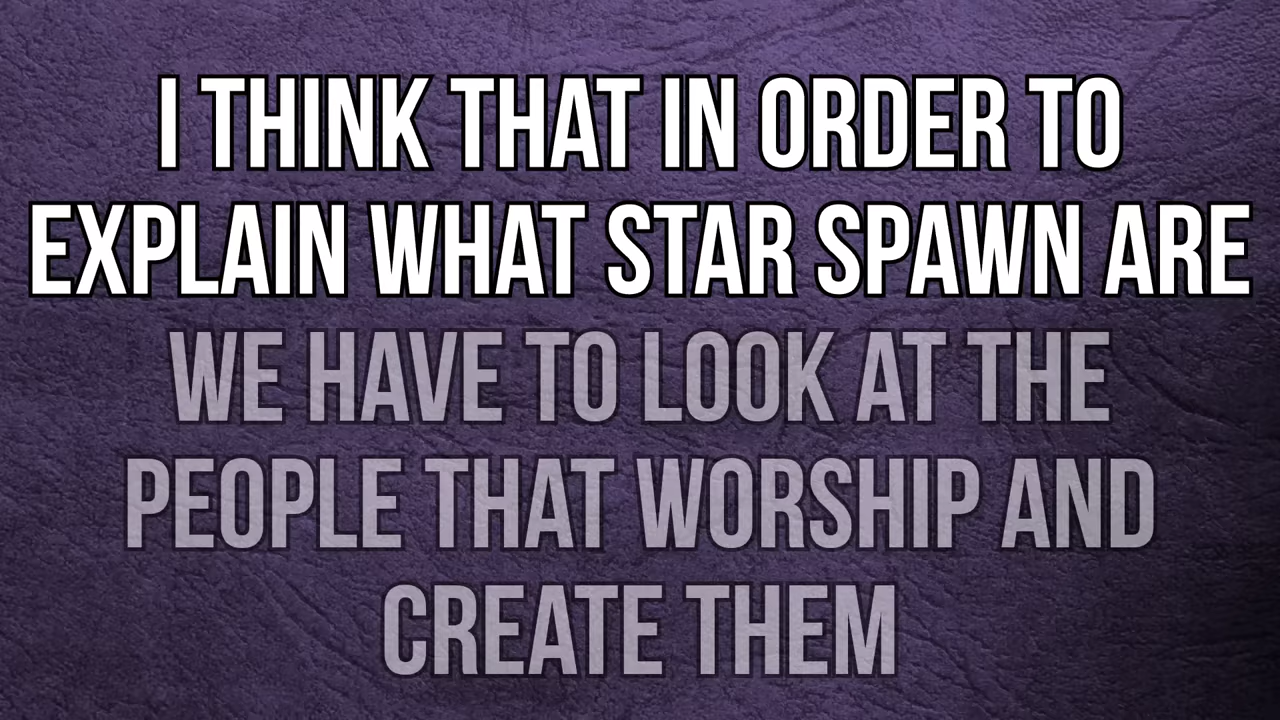 I THINK THAT IN ORDER TO
EXPLAIN WHAT STAR SPAWN ARE
WE HAVE TO LOOK AT THE
PEOPLE THAT WORSHIP AND
CREATE THEM